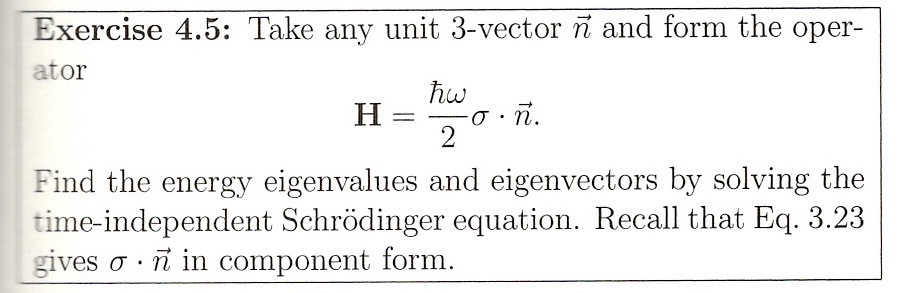 Exercise 4.5: Take any unit 3-vector n⃗ and form the oper-
ator
H = ħω/2 σ · n⃗.
Find the energy eigenvalues and eigenvectors by solving the
time-independent Schrödinger equation. Recall that Eq. 3.23
gives σ · n⃗ in component form.